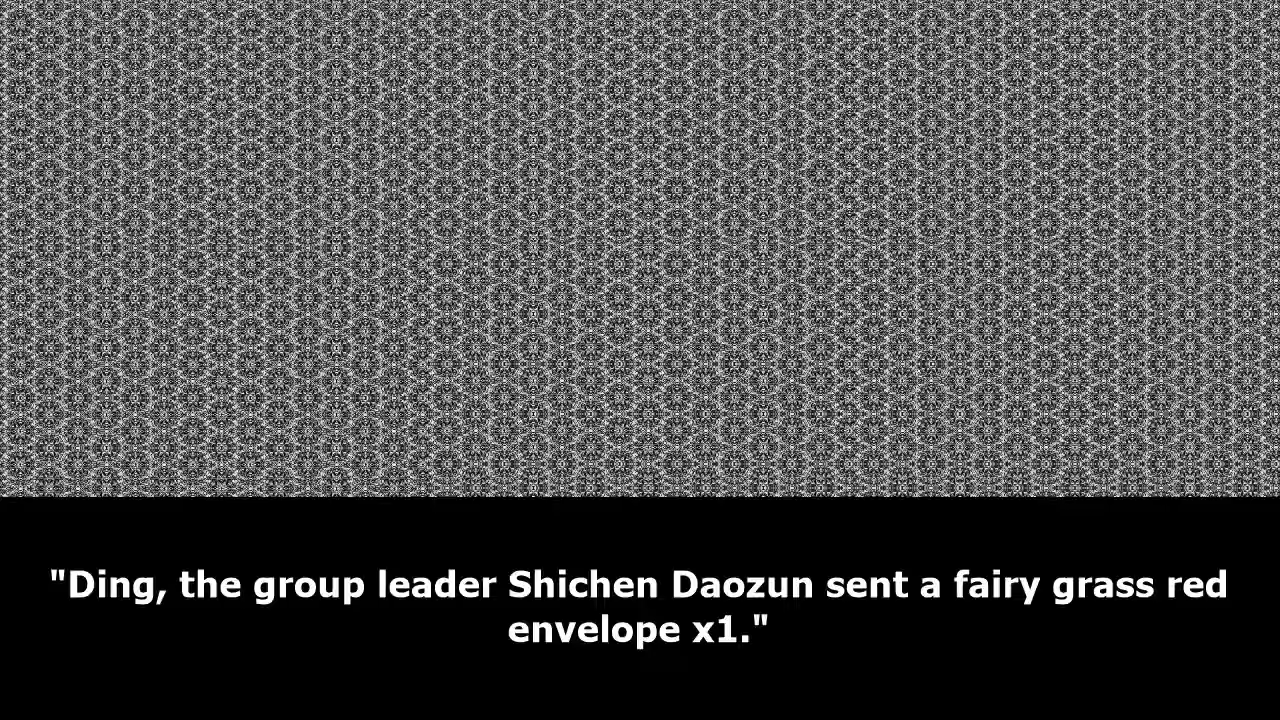 "Ding, the group leader Shichen Daozun sent a fairy grass red
envelope x1."